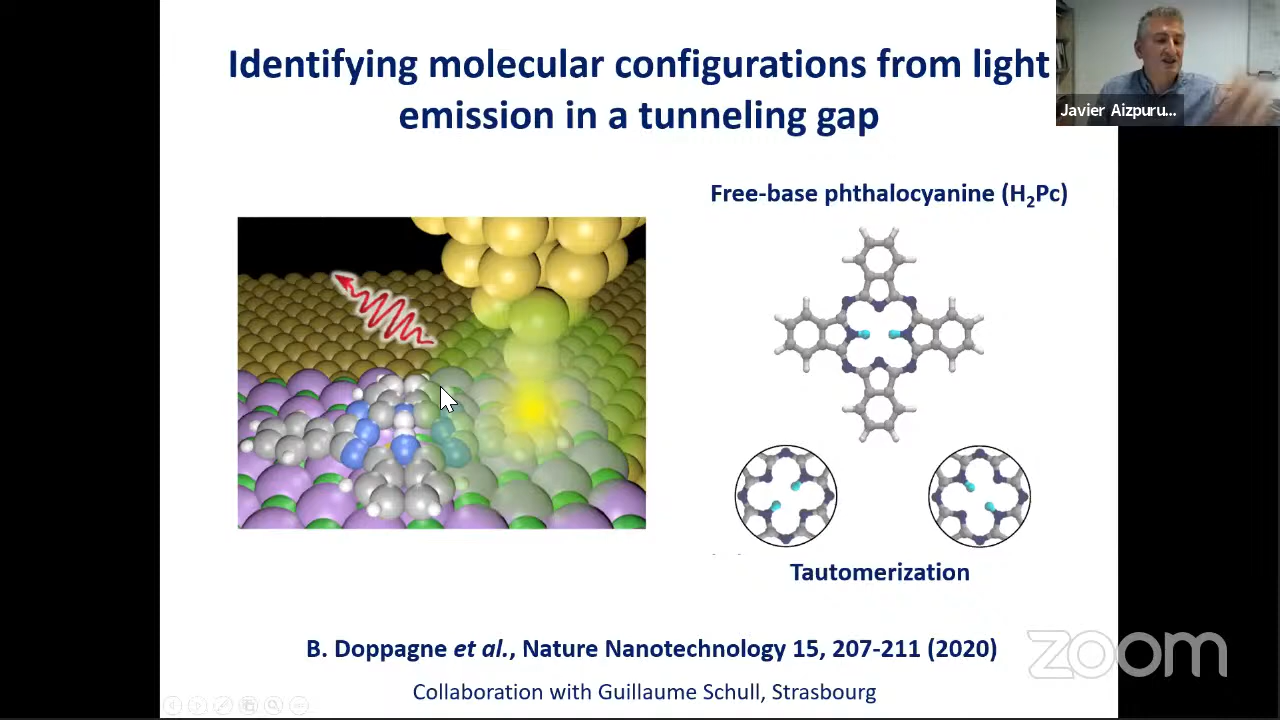 Identifying molecular configurations from light
emission in a tunneling gap
Javier Aizpuru...
Free-base phthalocyanine (H₂Pc)
Tautomerization
B. Doppagne et al., Nature Nanotechnology 15, 207-211 (2020)
Collaboration with Guillaume Schull, Strasbourg
zoom